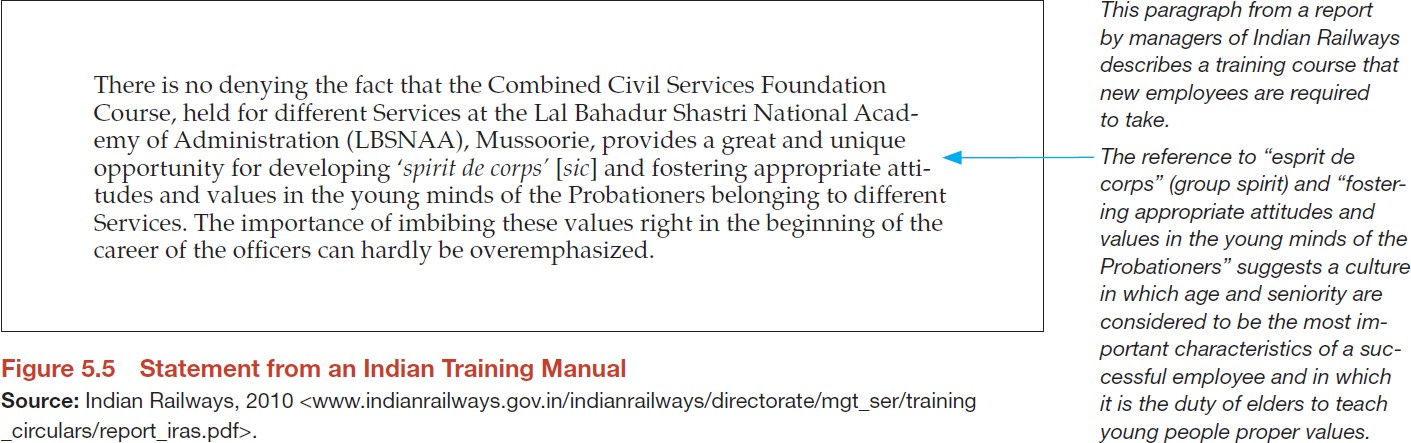 There is no denying the fact that the Combined Civil Services Foundation
Course, held for different Services at the Lal Bahadur Shastri National Acad-
emy of Administration (LBSNAA), Mussoorie, provides a great and unique
opportunity for developing ‘spirit de corps’ [sic] and fostering appropriate atti-
tudes and values in the young minds of the Probationers belonging to different
Services. The importance of imbibing these values right in the beginning of the
career of the officers can hardly be overemphasized.
This paragraph from a report
by managers of Indian Railways
describes a training course that
new employees are required
to take.
The reference to “esprit de
corps” (group spirit) and “foster-
ing appropriate attitudes and
values in the young minds of the
Probationers” suggests a culture
in which age and seniority are
considered to be the most im-
portant characteristics of a suc-
cessful employee and in which
it is the duty of elders to teach
young people proper values.
Figure 5.5 Statement from an Indian Training Manual
Source: Indian Railways, 2010 <www.indianrailways.gov.in/indianrailways/directorate/mgt_ser/training
_circulars/report_iras.pdf>.